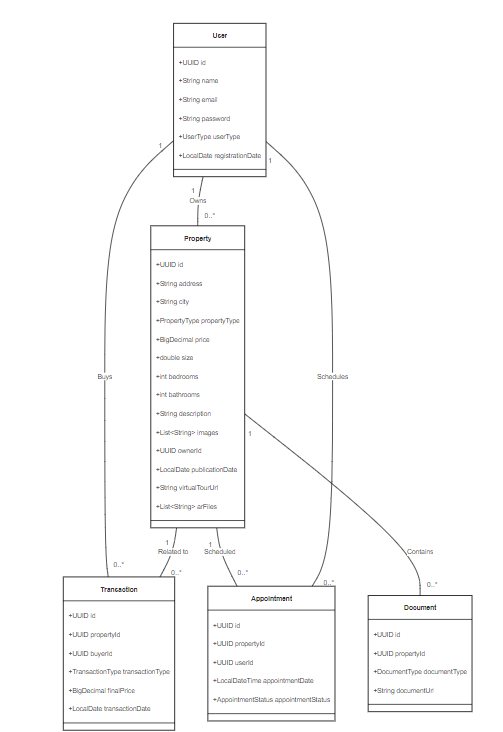 User
+UUID id
+String name
+String email
+String password
+UserType userType
+LocalDate registrationDate
1
1
1
Owns
0..*
Property
+UUID id
+String address
+String city
+PropertyType propertyType
+BigDecimal price
+double size
+int bedrooms
+int bathrooms
+String description
+List<String> images
+UUID ownerId
+LocalDate publicationDate
+String virtualTourUrl
+List<String> arFiles
Buys
Schedules
1
1
Related to
0..*
0..*
1
Scheduled
0..*
0..*
Contains
0..*
Transaction
+UUID id
+UUID propertyId
+UUID buyerId
+TransactionType transactionType
+BigDecimal finalPrice
+LocalDate transactionDate
Appointment
+UUID id
+UUID propertyId
+UUID userId
+LocalDateTime appointmentDate
+AppointmentStatus appointmentStatus
Document
+UUID id
+UUID propertyId
+DocumentType documentType
+String documentUrl